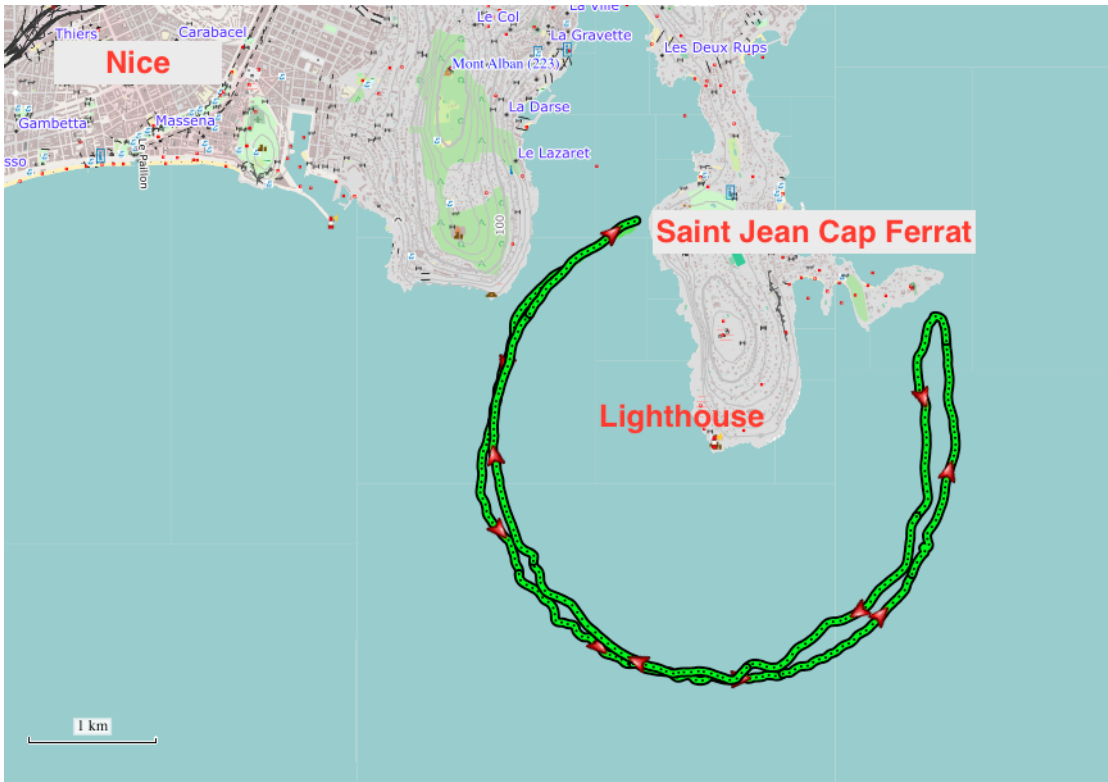 Le Col
La Ville
Thiers
Carabacel
La Gravette
Les Deux Rups
Nice
Mont Alban (223)
La Darse
Gambetta
Massena
Le Paillon
sso
Le Lazaret
100
Saint Jean Cap Ferrat
Lighthouse
1 km